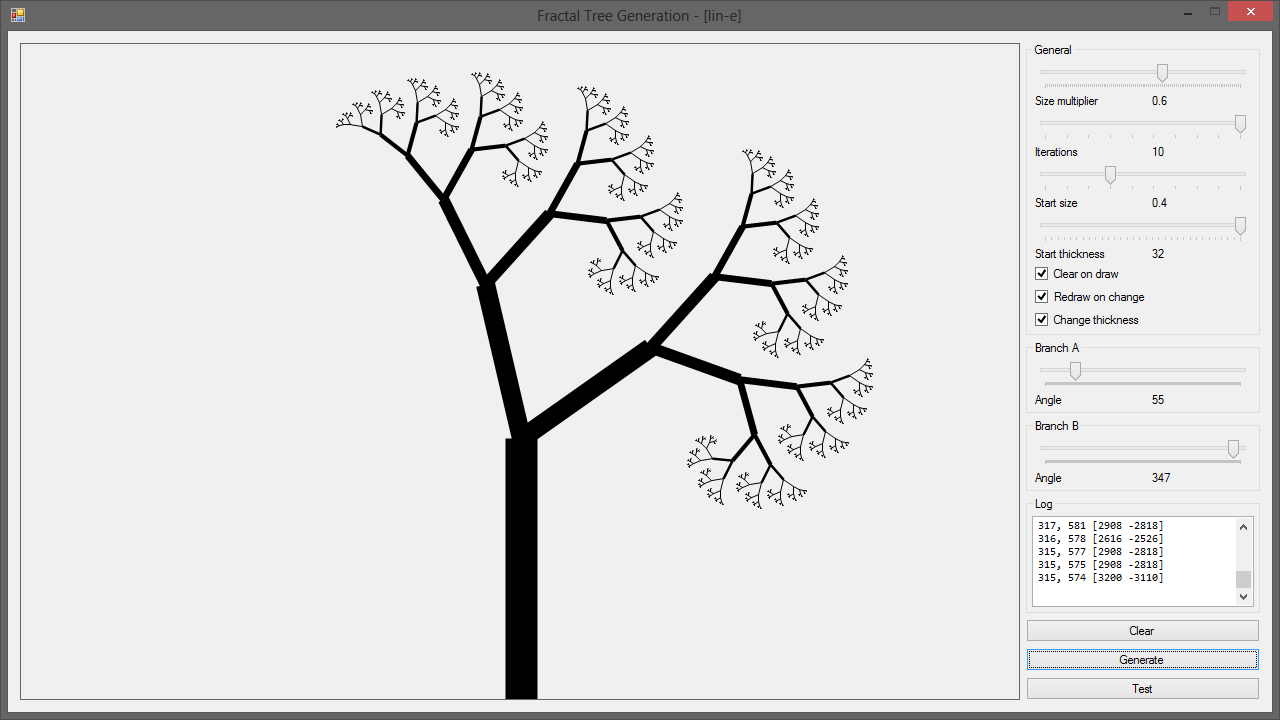 Fractal Tree Generation - [lin-e]
General
Size multiplier 0.6
Iterations 10
Start size 0.4
Start thickness 32
Clear on draw
Redraw on change
Change thickness
Branch A
Angle 55
Branch B
Angle 347
Log
317, 581 [2908 -2818]
316, 578 [2616 -2526]
315, 577 [2908 -2818]
315, 575 [2908 -2818]
315, 574 [3200 -3110]
Clear
Generate
Test